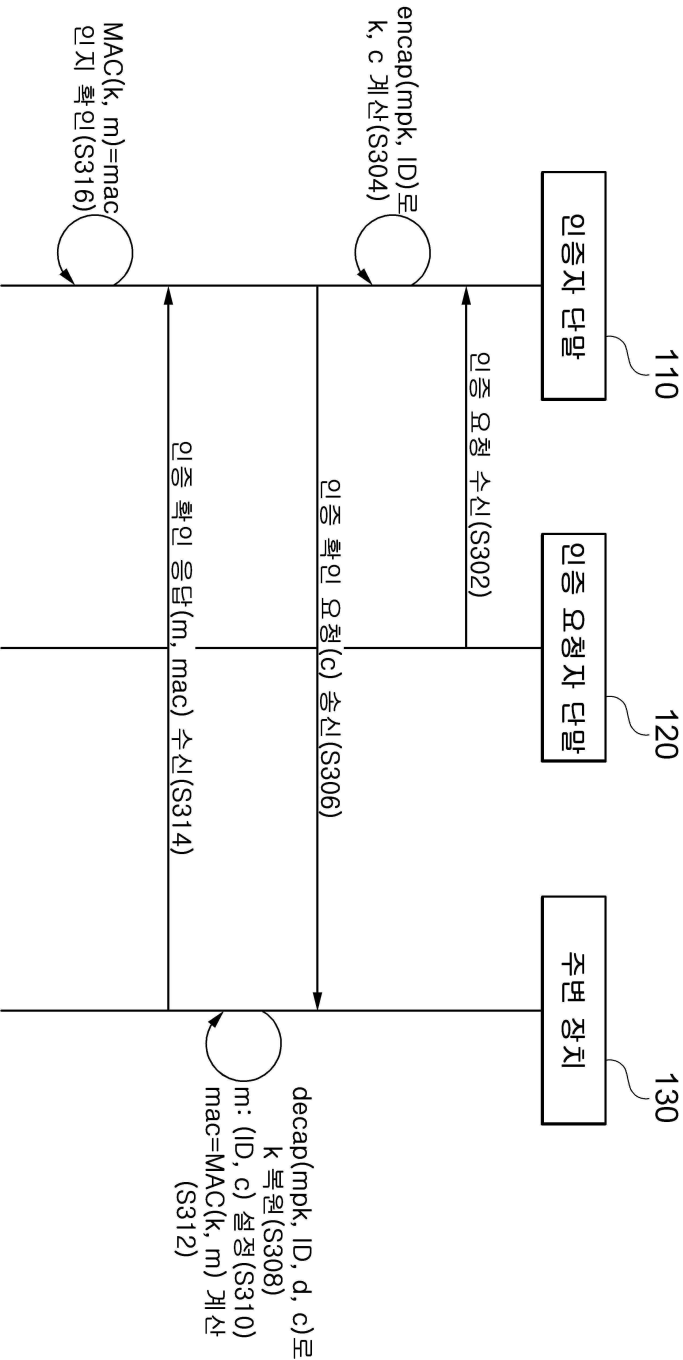 110
120
130
인증자 단말
인증 요청자 단말
주변 장치
인증 요청 수신(S302)
encap(mpk, ID)로
k, c 계산(S304)
인증 확인 요청(c) 송신(S306)
decap(mpk, ID, d, c)로
k 복원(S308)
m: (ID, c) 설정(S310)
mac=MAC(k, m) 계산
(S312)
인증 확인 응답(m, mac) 수신(S314)
MAC(k, m)=mac
인지 확인(S316)